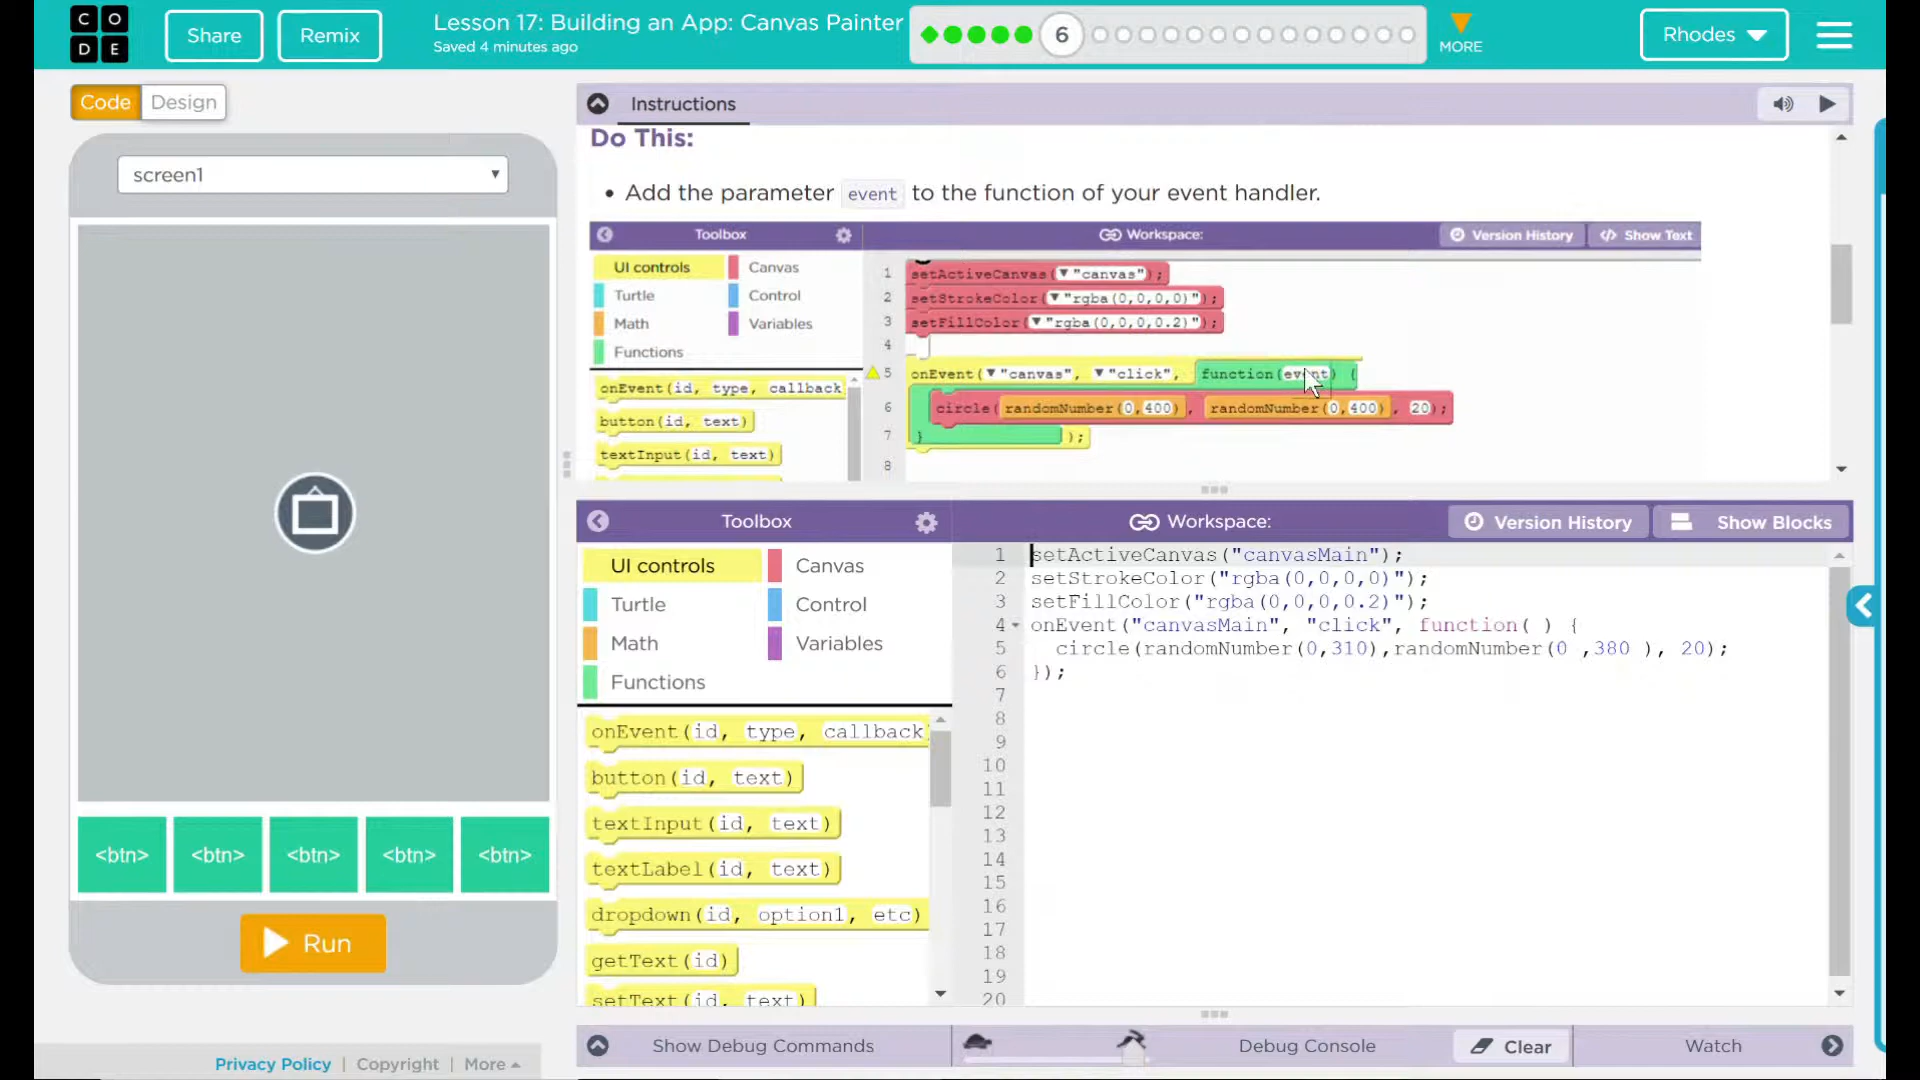 C O
D E
Share
Remix
Lesson 17: Building an App: Canvas Painter
Saved 4 minutes ago
6
MORE
Rhodes
Code
Design
screen1
<btn>
<btn>
<btn>
<btn>
<btn>
Run
Privacy Policy | Copyright | More
Instructions
Do This:
• Add the parameter event to the function of your event handler.
Toolbox
UI controls
Canvas
Turtle
Control
Math
Variables
Functions
onEvent(id, type, callback
button(id, text)
textInput(id, text)
Workspace:
Version History
</> Show Text
1 setActiveCanvas("canvas");
2 setStrokeColor("rgba(0,0,0,0)");
3 setFillColor("rgba(0,0,0,0.2)");
4
5 onEvent("canvas", "click", function(event) {
6 circle(randomNumber(0,400), randomNumber(0,400), 20);
7 } );
8
Toolbox
UI controls
Canvas
Turtle
Control
Math
Variables
Functions
onEvent(id, type, callback)
button(id, text)
textInput(id, text)
textLabel(id, text)
dropdown(id, option1, etc)
getText(id)
setText(id, text)
Workspace:
Version History
Show Blocks
1 setActiveCanvas("canvasMain");
2 setStrokeColor("rgba(0,0,0,0)");
3 setFillColor("rgba(0,0,0,0.2)");
4 onEvent("canvasMain", "click", function( ) {
5 circle(randomNumber(0,310),randomNumber(0 ,380 ), 20);
6 });
7
8
9
10
11
12
13
14
15
16
17
18
19
20
Show Debug Commands
Debug Console
Clear
Watch